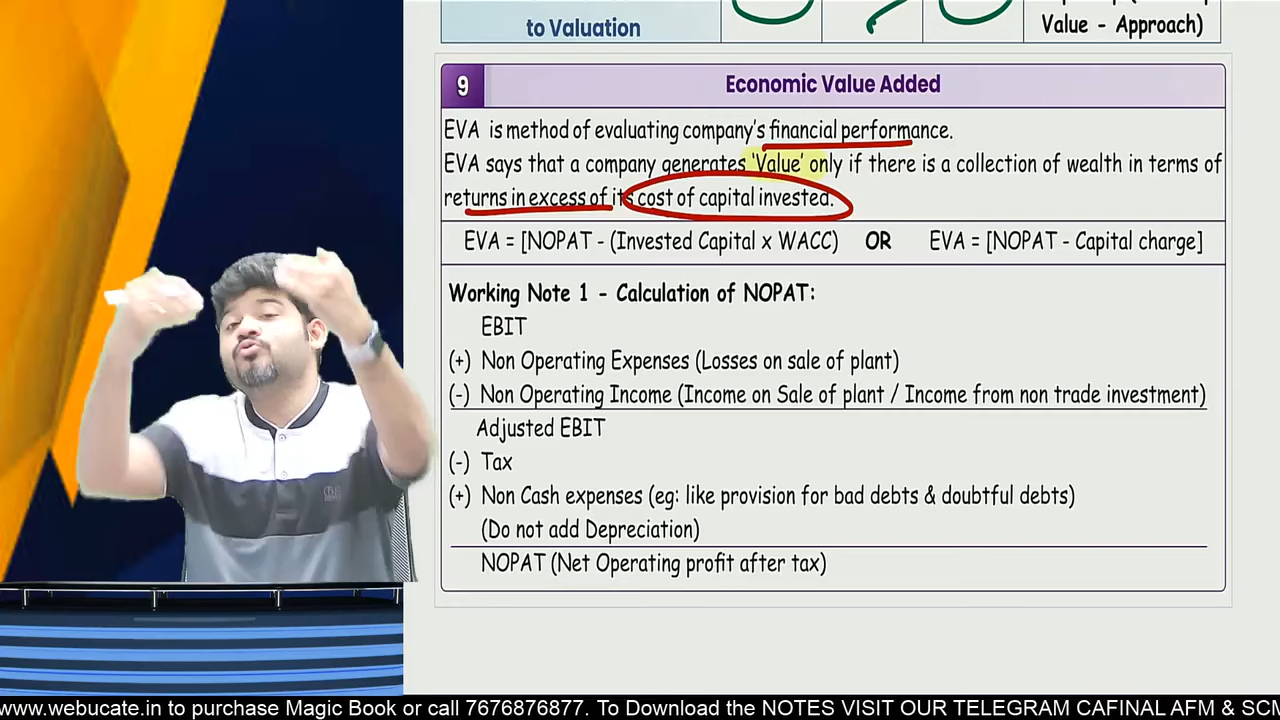 to Valuation
Value - Approach)
9
Economic Value Added
EVA is method of evaluating company's financial performance.
EVA says that a company generates 'Value' only if there is a collection of wealth in terms of
returns in excess of its cost of capital invested.
EVA = [NOPAT - (Invested Capital x WACC) OR EVA = [NOPAT - Capital charge]
Working Note 1 - Calculation of NOPAT:
EBIT
(+) Non Operating Expenses (Losses on sale of plant)
(-) Non Operating Income (Income on Sale of plant / Income from non trade investment)
Adjusted EBIT
(-) Tax
(+) Non Cash expenses (eg: like provision for bad debts & doubtful debts)
(Do not add Depreciation)
NOPAT (Net Operating profit after tax)
www.webucate.in to purchase Magic Book or call 7676876877. To Download the NOTES VISIT OUR TELEGRAM CAFINAL AFM & SCM